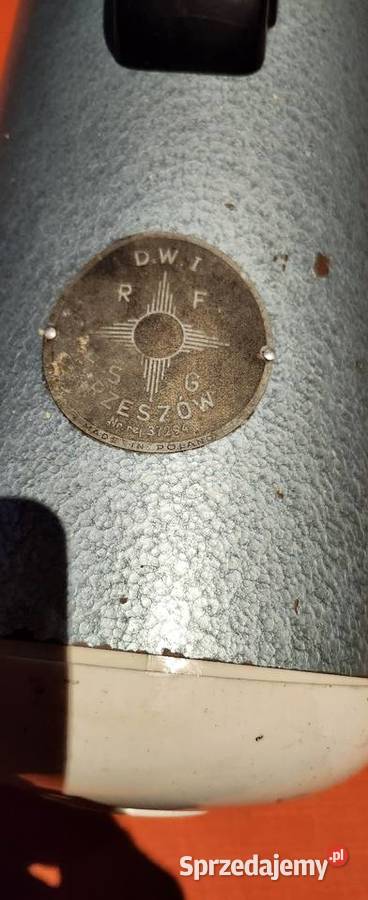 D.W.I
R F
S G
RZESZÓW
MADE IN POLAND
Sprzedajemy.pl